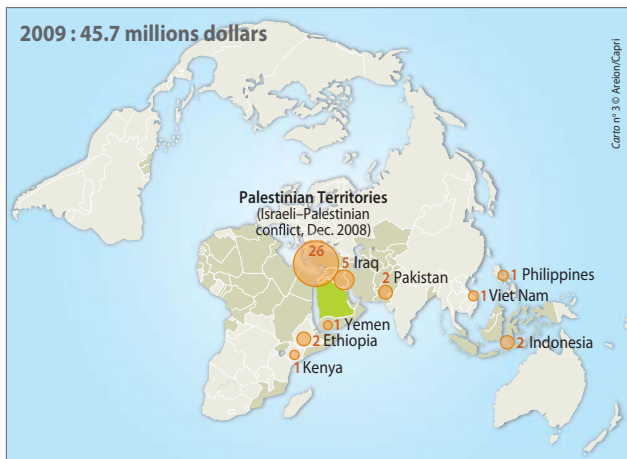 2009 : 45.7 millions dollars
Carto n° 3 © Areion/Capri
Palestinian Territories
(Israeli–Palestinian
conflict, Dec. 2008)
26
5 Iraq
2 Pakistan
1 Philippines
1 Viet Nam
1 Yemen
2 Ethiopia
2 Indonesia
1 Kenya